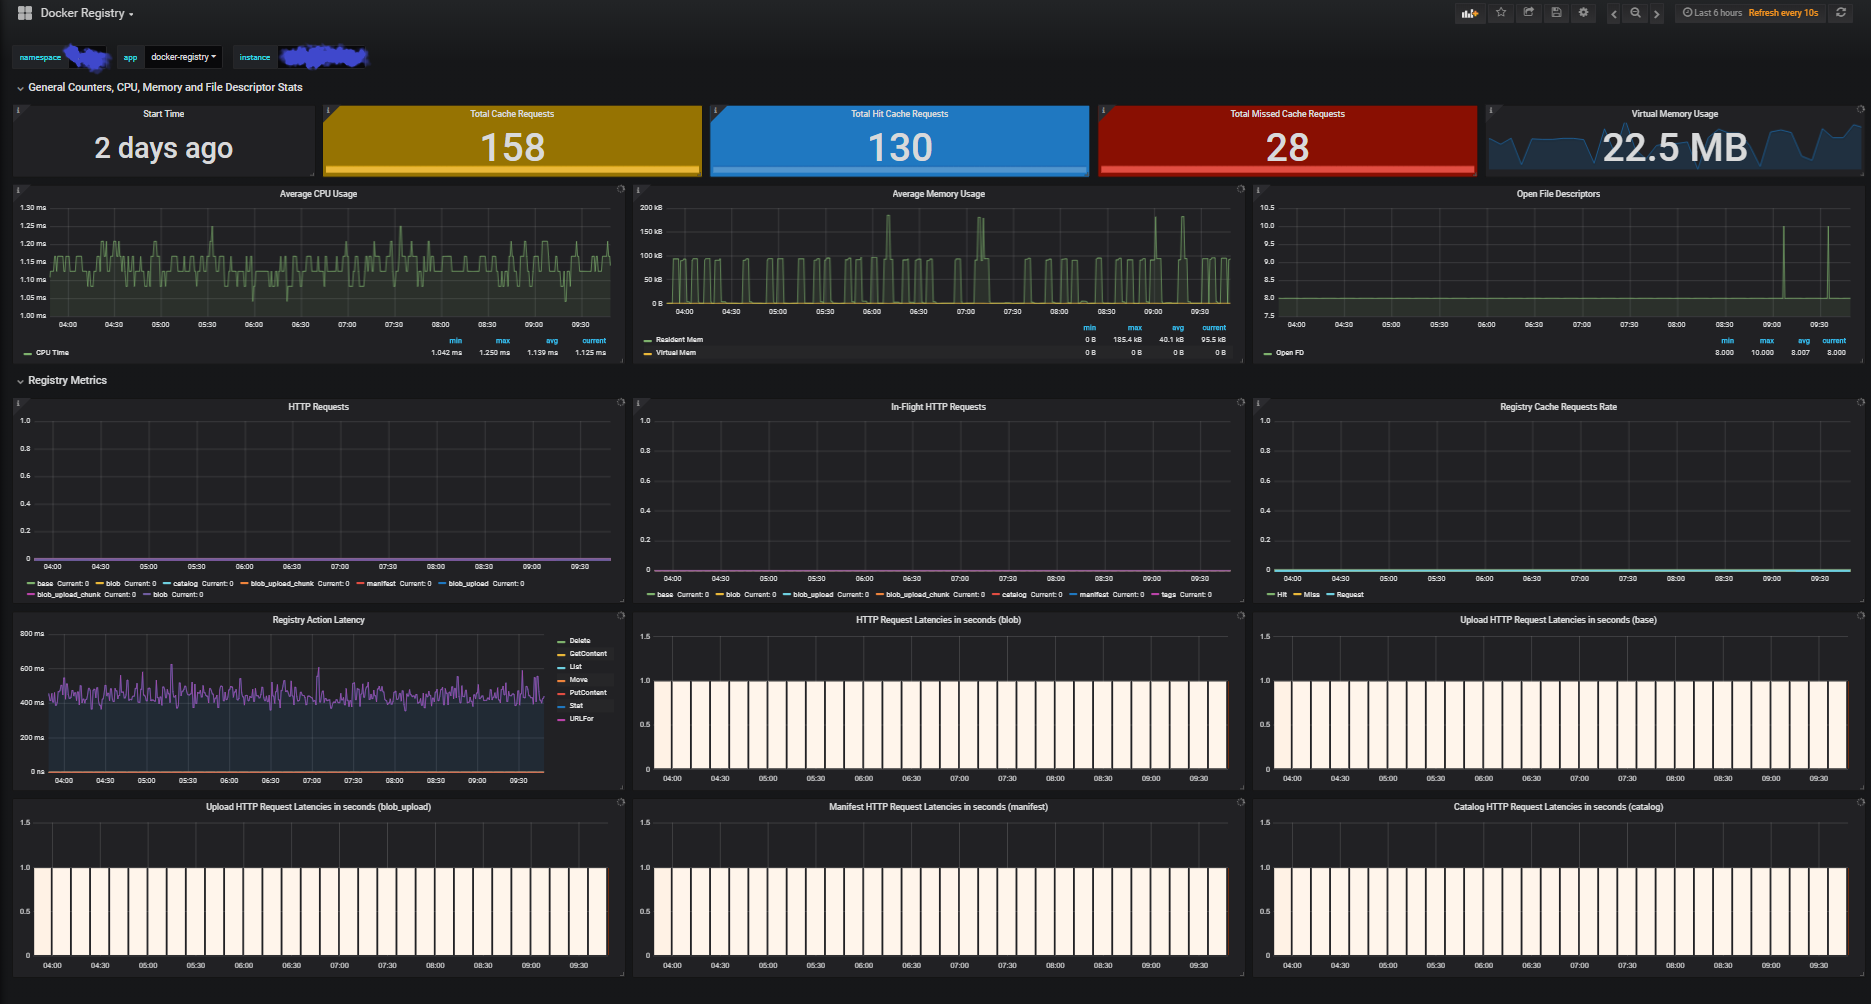 Docker Registry
Last 6 hours Refresh every 10s
namespace app docker-registry instance
General Counters, CPU, Memory and File Descriptor Stats
Start Time
2 days ago
Total Cache Requests
158
Total Hit Cache Requests
130
Total Missed Cache Requests
28
Virtual Memory Usage
22.5 MB
Average CPU Usage
1.30 ms
1.25 ms
1.20 ms
1.15 ms
1.10 ms
1.05 ms
1.00 ms
04:00 04:30 05:00 05:30 06:00 06:30 07:00 07:30 08:00 08:30 09:00 09:30
min max avg current
CPU Time 1.042 ms 1.250 ms 1.139 ms 1.125 ms
Average Memory Usage
200 kB
150 kB
100 kB
50 kB
0 B
04:00 04:30 05:00 05:30 06:00 06:30 07:00 07:30 08:00 08:30 09:00 09:30
min max avg current
Resident Mem 0 B 185.4 kB 40.1 kB 95.5 kB
Virtual Mem 0 B 0 B 0 B 0 B
Open File Descriptors
10.5
10.0
9.5
9.0
8.5
8.0
7.5
04:00 04:30 05:00 05:30 06:00 06:30 07:00 07:30 08:00 08:30 09:00 09:30
min max avg current
Open FD 8.000 10.000 8.007 8.000
Registry Metrics
HTTP Requests
1.0
0.8
0.6
0.4
0.2
0
04:00 04:30 05:00 05:30 06:00 06:30 07:00 07:30 08:00 08:30 09:00 09:30
base Current: 0 blob Current: 0 catalog Current: 0 blob_upload_chunk Current: 0 manifest Current: 0 blob_upload Current: 0
blob_upload_chunk Current: 0 blob Current: 0
In-Flight HTTP Requests
1.0
0.8
0.6
0.4
0.2
0
04:00 04:30 05:00 05:30 06:00 06:30 07:00 07:30 08:00 08:30 09:00 09:30
base Current: 0 blob Current: 0 blob_upload Current: 0 blob_upload_chunk Current: 0 catalog Current: 0 manifest Current: 0 tags Current: 0
Registry Cache Requests Rate
1.0
0.8
0.6
0.4
0.2
0
04:00 04:30 05:00 05:30 06:00 06:30 07:00 07:30 08:00 08:30 09:00 09:30
Hit Miss Request
Registry Action Latency
800 ms
600 ms
400 ms
200 ms
0 ns
04:00 04:30 05:00 05:30 06:00 06:30 07:00 07:30 08:00 08:30 09:00 09:30
Delete
GetContent
List
Move
PutContent
Stat
URLFor
HTTP Request Latencies in seconds (blob)
1.5
1.0
0.5
0
04:00 04:30 05:00 05:30 06:00 06:30 07:00 07:30 08:00 08:30 09:00 09:30
Upload HTTP Request Latencies in seconds (base)
1.5
1.0
0.5
0
04:00 04:30 05:00 05:30 06:00 06:30 07:00 07:30 08:00 08:30 09:00 09:30
Upload HTTP Request Latencies in seconds (blob_upload)
1.5
1.0
0.5
0
04:00 04:30 05:00 05:30 06:00 06:30 07:00 07:30 08:00 08:30 09:00 09:30
Manifest HTTP Request Latencies in seconds (manifest)
1.5
1.0
0.5
0
04:00 04:30 05:00 05:30 06:00 06:30 07:00 07:30 08:00 08:30 09:00 09:30
Catalog HTTP Request Latencies in seconds (catalog)
1.5
1.0
0.5
0
04:00 04:30 05:00 05:30 06:00 06:30 07:00 07:30 08:00 08:30 09:00 09:30